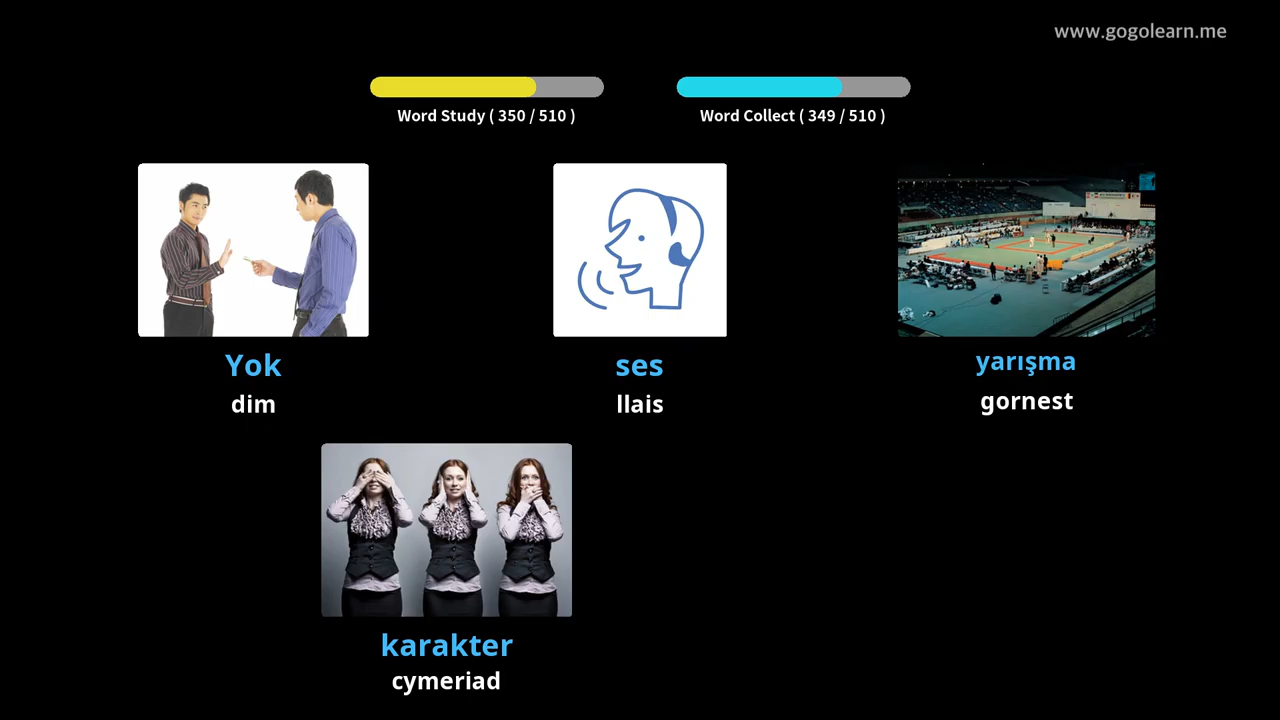 www.gogolearn.me
Word Study ( 350 / 510 )
Word Collect ( 349 / 510 )
Yok
dim
ses
llais
yarışma
gornest
karakter
cymeriad